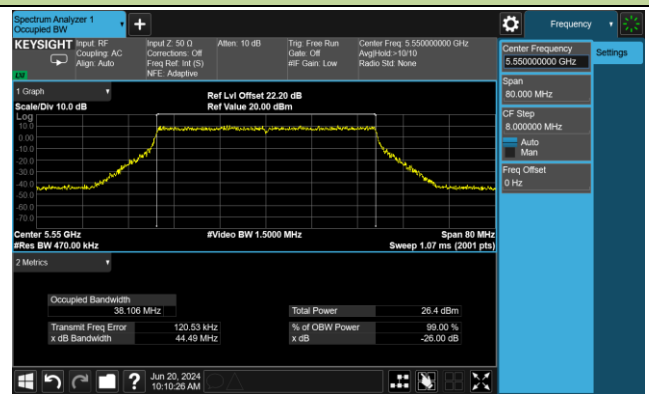 Spectrum Analyzer 1
Occupied BW
+
Frequency
KEYSIGHT
Input: RF
Coupling: AC
Align: Auto
Input Z: 50 Ω
Corrections: Off
Freq Ref: Int (S)
NFE: Adaptive
Atten: 10 dB
Trig: Free Run
Gate: Off
#IF Gain: Low
Center Freq: 5.550000000 GHz
Avg|Hold:>10/10
Radio Std: None
Center Frequency
5.550000000 GHz
Settings
Span
80.000 MHz
CF Step
8.000000 MHz
Auto
Man
Freq Offset
0 Hz
1 Graph
Scale/Div 10.0 dB
Ref Lvl Offset 22.20 dB
Ref Value 20.00 dBm
Log
10.0
0.00
-10.0
-20.0
-30.0
-40.0
-50.0
-60.0
-70.0
Center 5.55 GHz
#Video BW 1.5000 MHz
Span 80 MHz
#Res BW 470.00 kHz
Sweep 1.07 ms (2001 pts)
2 Metrics
Occupied Bandwidth
38.106 MHz
Total Power 26.4 dBm
Transmit Freq Error 120.53 kHz
% of OBW Power 99.00 %
x dB Bandwidth 44.49 MHz
x dB -26.00 dB
?
Jun 20, 2024
10:10:26 AM